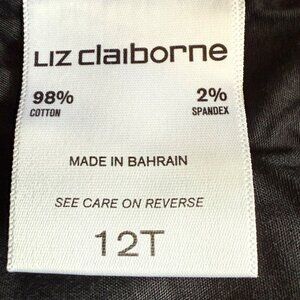 LIZ claiborne
98% 2%
COTTON SPANDEX
MADE IN BAHRAIN
SEE CARE ON REVERSE
12T